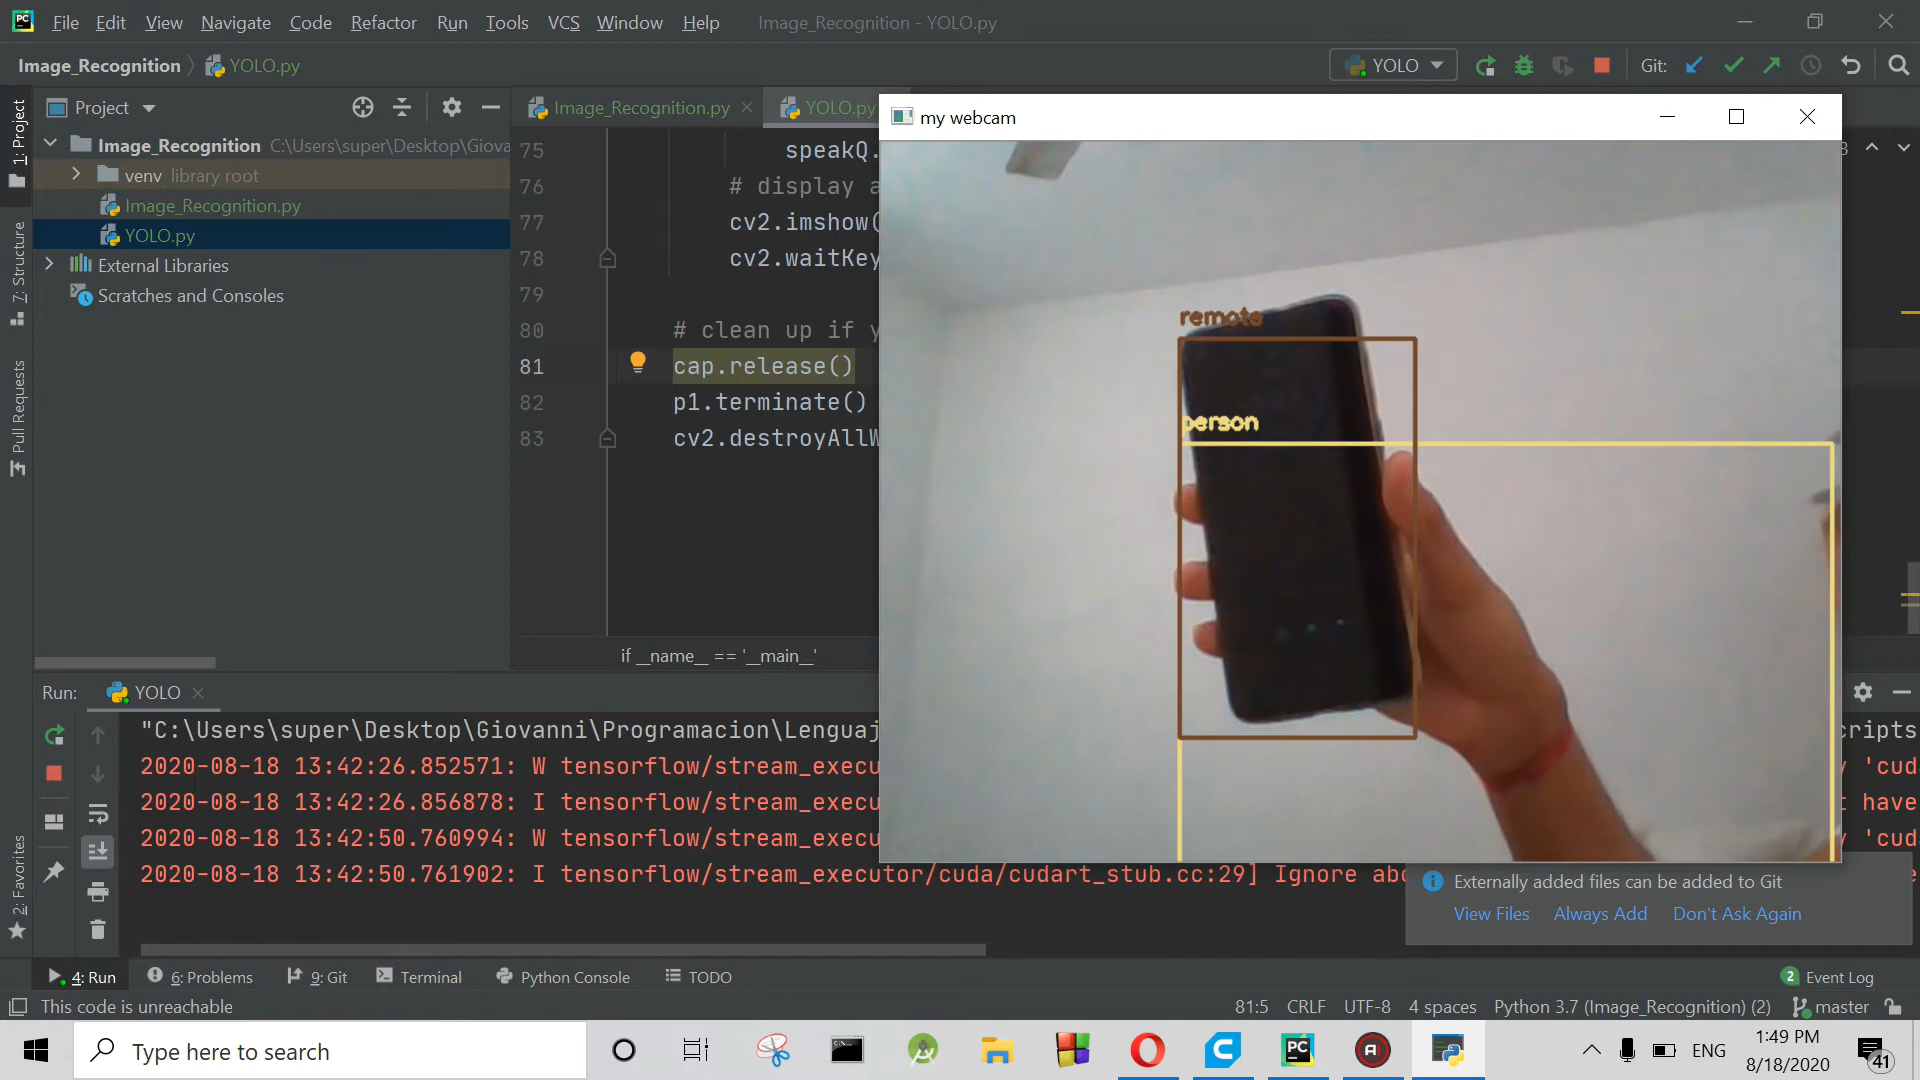 File Edit View Navigate Code Refactor Run Tools VCS Window Help Image_Recognition - YOLO.py
Image_Recognition YOLO.py YOLO Git:
1: Project
7: Structure
Pull Requests
2: Favorites
Project
Image_Recognition C:\Users\super\Desktop\Giova
venv library root
Image_Recognition.py
YOLO.py
External Libraries
Scratches and Consoles
Image_Recognition.py YOLO.py
75 speakQ.
76 # display a
77 cv2.imshow(
78 cv2.waitKey
79
80 # clean up if y
81 cap.release()
82 p1.terminate()
83 cv2.destroyAllW
if __name__ == '__main__'
my webcam
remote
person
Run: YOLO
"C:\Users\super\Desktop\Giovanni\Programacion\Lenguaj cripts
2020-08-18 13:42:26.852571: W tensorflow/stream_execu y 'cud
2020-08-18 13:42:26.856878: I tensorflow/stream_execu t have
2020-08-18 13:42:50.760994: W tensorflow/stream_execu y 'cud
2020-08-18 13:42:50.761902: I tensorflow/stream_executor/cuda/cudart_stub.cc:29] Ignore abo
Externally added files can be added to Git
View Files Always Add Don't Ask Again
4: Run 6: Problems 9: Git Terminal Python Console TODO 2 Event Log
This code is unreachable 81:5 CRLF UTF-8 4 spaces Python 3.7 (Image_Recognition) (2) master
Type here to search ENG 1:49 PM
8/18/2020 41